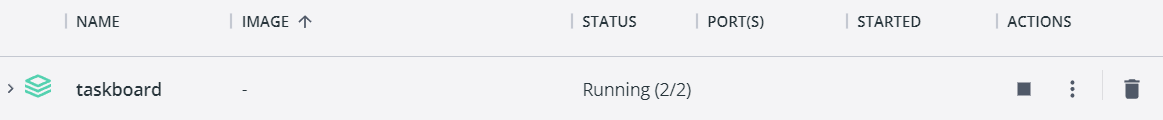 NAME IMAGE STATUS PORT(S) STARTED ACTIONS
taskboard - Running (2/2)